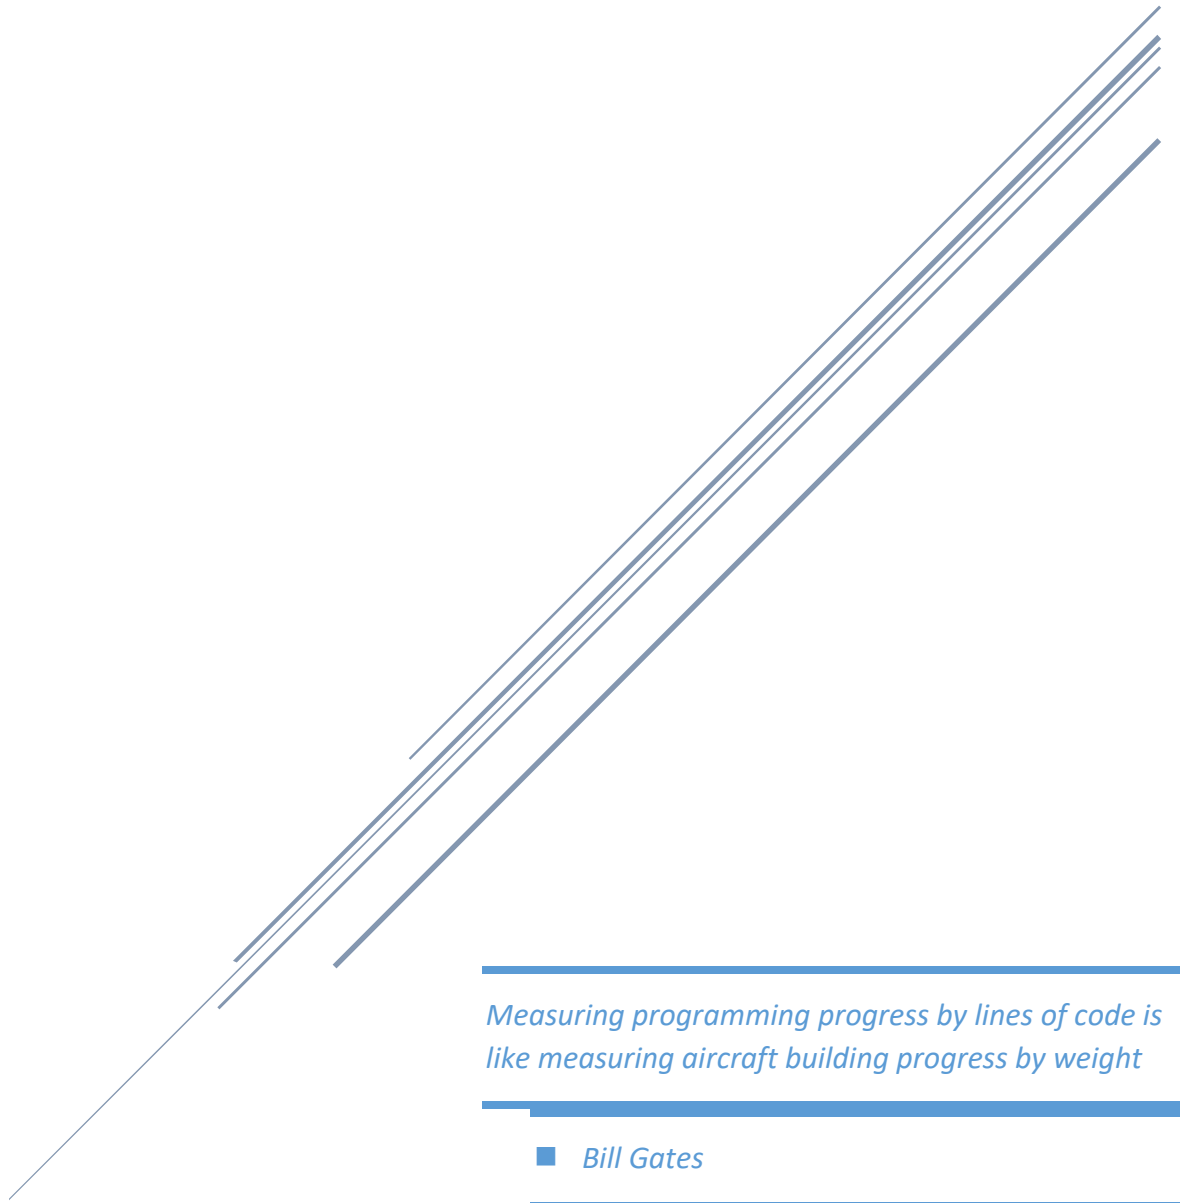 Measuring programming progress by lines of code is
like measuring aircraft building progress by weight
Bill Gates